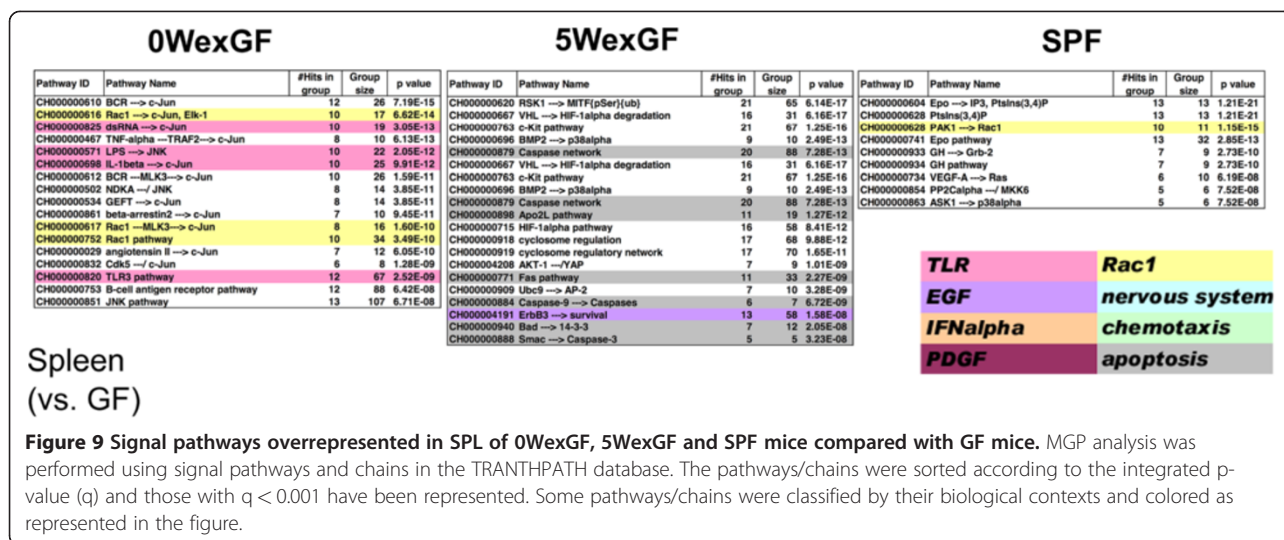 0WexGF
5WexGF
SPF
Pathway ID Pathway Name #Hits in group Group size p value
CH000000610 BCR ---> c-Jun 12 26 7.19E-15
CH000000616 Rac1 ---> c-Jun, Elk-1 10 17 6.62E-14
CH000000825 dsRNA ---> c-Jun 10 19 3.05E-13
CH000000467 TNF-alpha ---TRAF2---> c-Jun 8 10 6.13E-13
CH000000571 LPS ---> JNK 10 22 2.05E-12
CH000000698 IL-1beta ---> c-Jun 10 25 9.91E-12
CH000000612 BCR ---MLK3---> c-Jun 10 26 1.59E-11
CH000000502 NDKA ---/ JNK 8 14 3.85E-11
CH000000534 GEFT ---> c-Jun 8 14 3.85E-11
CH000000861 beta-arrestin2 ---> c-Jun 7 10 9.45E-11
CH000000617 Rac1 ---MLK3---> c-Jun 8 16 1.60E-10
CH000000752 Rac1 pathway 10 34 3.49E-10
CH000000029 angiotensin II ---> c-Jun 7 12 6.05E-10
CH000000832 Cdk5 ---/ c-Jun 6 8 1.28E-09
CH000000820 TLR3 pathway 12 67 2.52E-09
CH000000753 B-cell antigen receptor pathway 12 88 6.42E-08
CH000000851 JNK pathway 13 107 6.71E-08
Pathway ID Pathway Name #Hits in group Group size p value
CH000000620 RSK1 ---> MITF{pSer}{ub} 21 65 6.14E-17
CH000000667 VHL ---> HIF-1alpha degradation 16 31 6.16E-17
CH000000763 c-Kit pathway 21 67 1.25E-16
CH000000696 BMP2 ---> p38alpha 9 10 2.49E-13
CH000000879 Caspase network 20 88 7.28E-13
CH000000667 VHL ---> HIF-1alpha degradation 16 31 6.16E-17
CH000000763 c-Kit pathway 21 67 1.25E-16
CH000000696 BMP2 ---> p38alpha 9 10 2.49E-13
CH000000879 Caspase network 20 88 7.28E-13
CH000000898 Apo2L pathway 11 19 1.27E-12
CH000000715 HIF-1alpha pathway 16 58 8.41E-12
CH000000918 cyclosome regulation 17 68 9.88E-12
CH000000919 cyclosome regulatory network 17 70 1.65E-11
CH000004208 AKT-1 ---/YAP 7 9 1.01E-09
CH000000771 Fas pathway 11 33 2.27E-09
CH000000909 Ubc9 ---> AP-2 7 10 3.28E-09
CH000000884 Caspase-9 ---> Caspases 6 7 6.72E-09
CH000004191 ErbB3 ---> survival 13 58 1.58E-08
CH000000940 Bad ---> 14-3-3 7 12 2.05E-08
CH000000888 Smac ---> Caspase-3 5 5 3.23E-08
Pathway ID Pathway Name #Hits in group Group size p value
CH000000604 Epo ---> IP3, PtsIns(3,4)P 13 13 1.21E-21
CH000000628 PtsIns(3,4)P 13 13 1.21E-21
CH000000628 PAK1 ---> Rac1 10 11 1.15E-15
CH000000741 Epo pathway 13 32 2.85E-13
CH000000933 GH ---> Grb-2 7 9 2.73E-10
CH000000934 GH pathway 7 9 2.73E-10
CH000000734 VEGF-A ---> Ras 6 10 6.19E-08
CH000000854 PP2Calpha ---/ MKK6 5 6 7.52E-08
CH000000863 ASK1 ---> p38alpha 5 6 7.52E-08
TLR Rac1
EGF nervous system
IFNalpha chemotaxis
PDGF apoptosis
Spleen
(vs. GF)
Figure 9 Signal pathways overrepresented in SPL of 0WexGF, 5WexGF and SPF mice compared with GF mice. MGP analysis was
performed using signal pathways and chains in the TRANTHPATH database. The pathways/chains were sorted according to the integrated p-
value (q) and those with q < 0.001 have been represented. Some pathways/chains were classified by their biological contexts and colored as
represented in the figure.